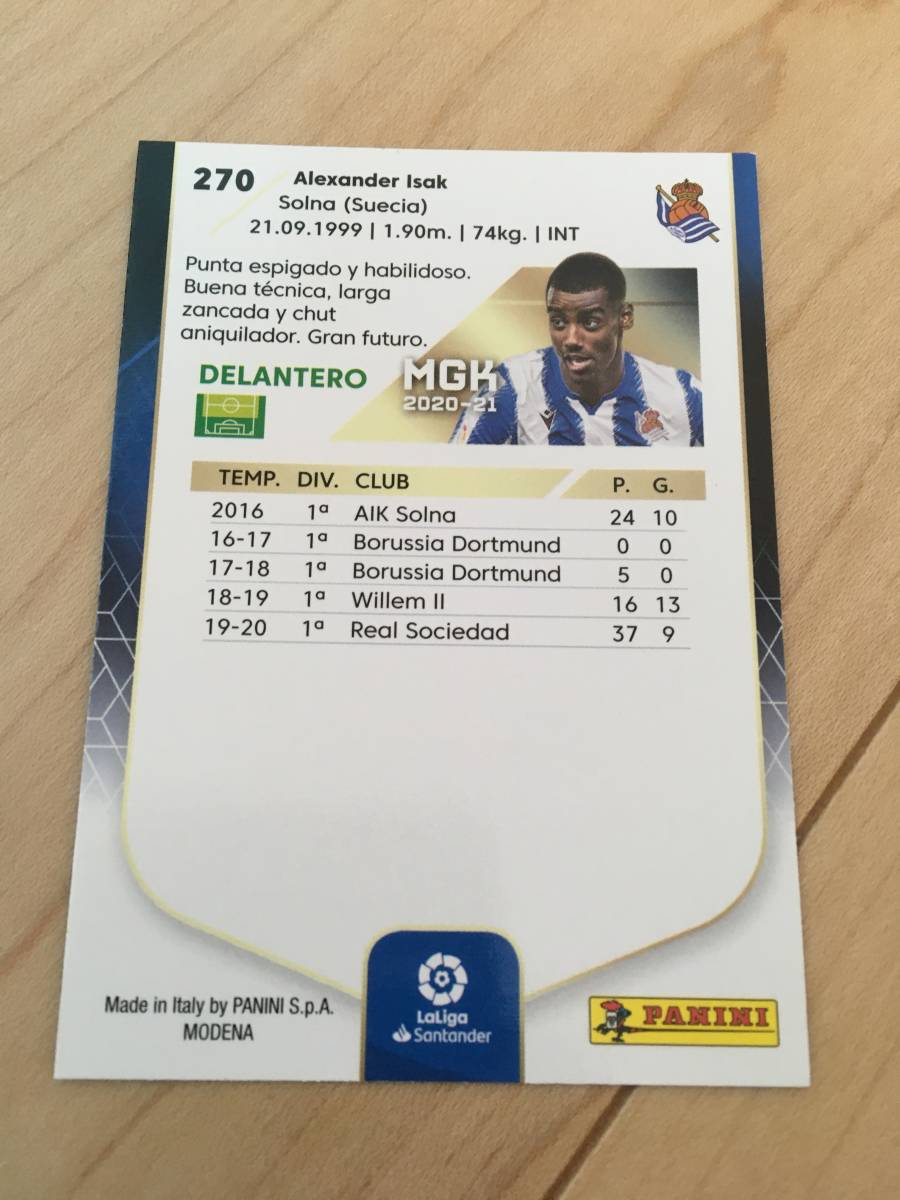 270 Alexander Isak
Solna (Suecia)
21.09.1999 | 1.90m. | 74kg. | INT
Punta espigado y habilidoso.
Buena técnica, larga
zancada y chut
aniquilador. Gran futuro.
DELANTERO
MGK
2020-21
TEMP. DIV. CLUB P. G.
2016 1ª AIK Solna 24 10
16-17 1ª Borussia Dortmund 0 0
17-18 1ª Borussia Dortmund 5 0
18-19 1ª Willem II 16 13
19-20 1ª Real Sociedad 37 9
Made in Italy by PANINI S.p.A.
MODENA
LaLiga
Santander
PANINI